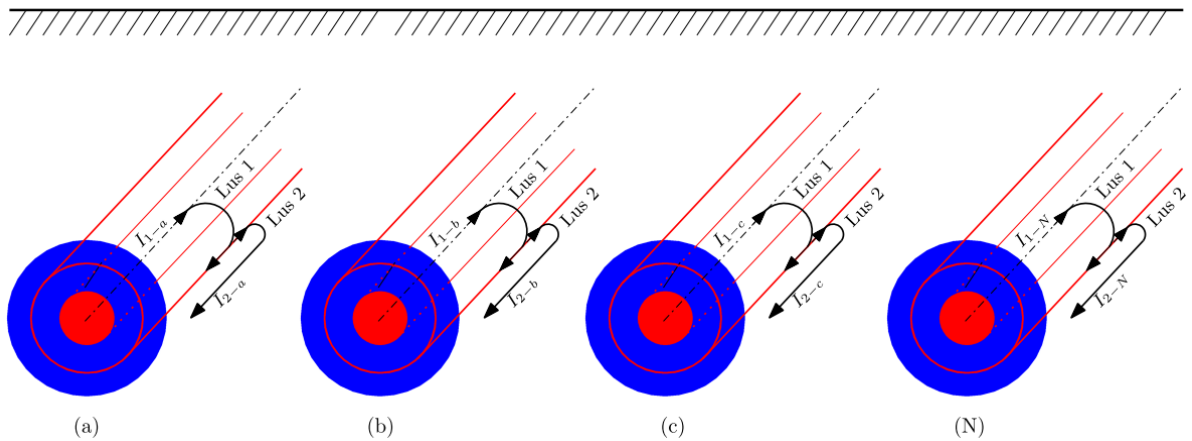 I1−a Lus 1 Lus 2 I2−a
I1−b Lus 1 Lus 2 I2−b
I1−c Lus 1 Lus 2 I2−c
I1−N Lus 1 Lus 2 I2−N
(a) (b) (c) (N)